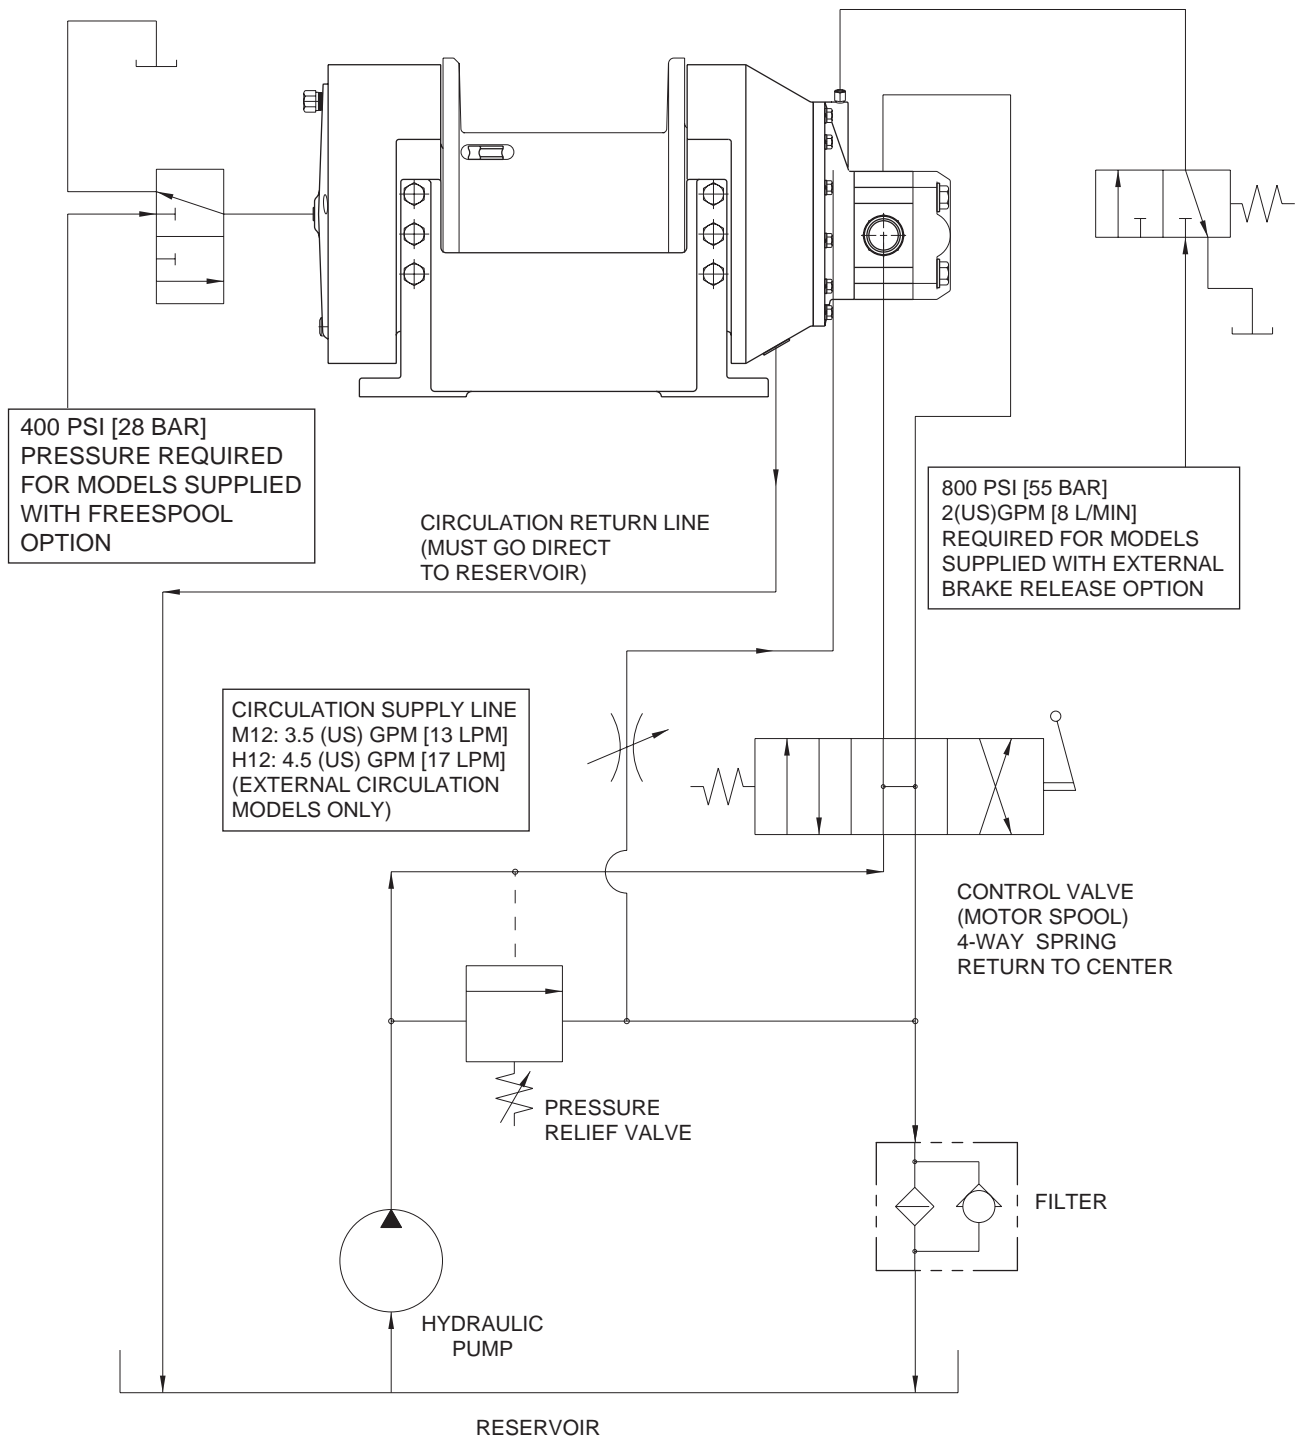 400 PSI [28 BAR]
PRESSURE REQUIRED
FOR MODELS SUPPLIED
WITH FREESPOOL
OPTION
CIRCULATION RETURN LINE
(MUST GO DIRECT
TO RESERVOIR)
800 PSI [55 BAR]
2(US)GPM [8 L/MIN]
REQUIRED FOR MODELS
SUPPLIED WITH EXTERNAL
BRAKE RELEASE OPTION
CIRCULATION SUPPLY LINE
M12: 3.5 (US) GPM [13 LPM]
H12: 4.5 (US) GPM [17 LPM]
(EXTERNAL CIRCULATION
MODELS ONLY)
CONTROL VALVE
(MOTOR SPOOL)
4-WAY SPRING
RETURN TO CENTER
PRESSURE
RELIEF VALVE
FILTER
HYDRAULIC
PUMP
RESERVOIR